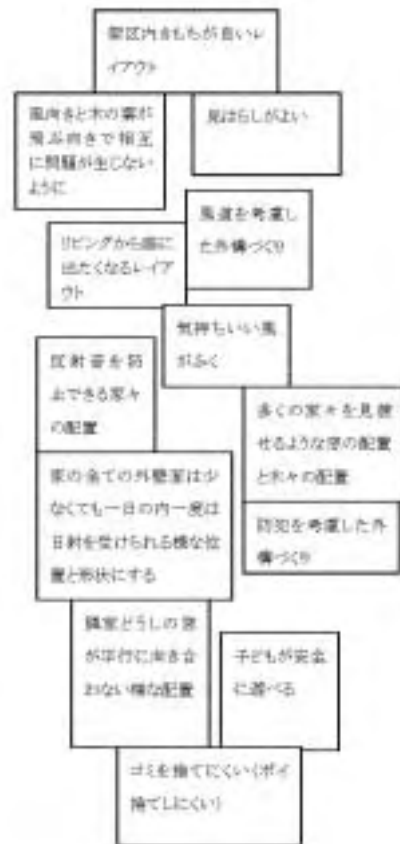 街区内きもちが良いレ
イアウト
風向きと木の葉が
飛ぶ向きで相互
に問題が生じない
ように
見はらしがよい
風道を考慮し
た外構づくり
リビングから庭に
出たくなるレイア
ウト
気持ちいい風
がふく
反射音を防
止できる家々
の配置
多くの家々を見渡
せるような窓の配置
と木々の配置
家の全ての外壁面は少
なくても一日の内一度は
日射を受けられる様な位
置と形状にする
防犯を考慮した外
構づくり
隣家どうしの窓
が平行に向き合
わない様な配置
子どもが安全
に遊べる
ゴミを捨てにくい(ポイ
捨てしにくい)